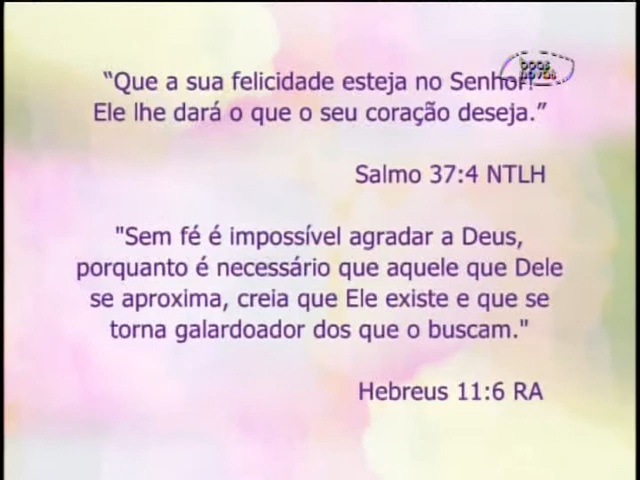 “Que a sua felicidade esteja no Senhor!
Ele lhe dará o que o seu coração deseja.”
Salmo 37:4 NTLH
"Sem fé é impossível agradar a Deus,
porquanto é necessário que aquele que Dele
se aproxima, creia que Ele existe e que se
torna galardoador dos que o buscam."
Hebreus 11:6 RA
boas
novas